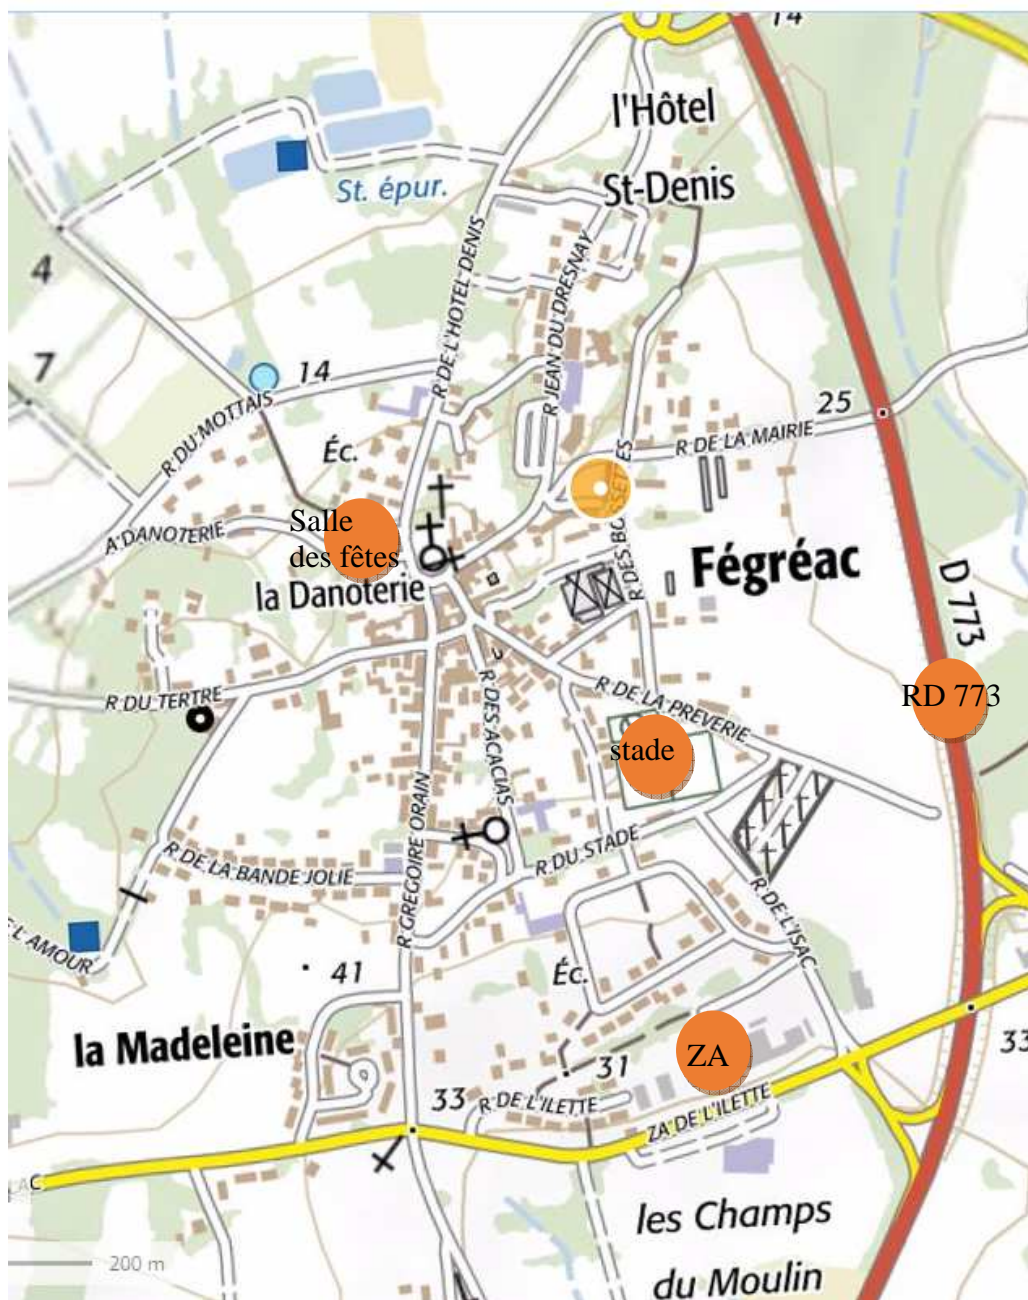 14
l'Hôtel
St-Denis
St. épur.
4
R DE L'HOTEL DENIS
R JEAN DU DRESNAY
7
14
R DU MOTTAIS
25
R DE LA MAIRIE
Éc.
A DANOTERIE
Salle
des fêtes
la Danoterie
R DES
ES
Fégréac
D 773
R DU TERTRE
R DES ACACIAS
R DE LA PREVERIE
RD 773
stade
R GREGOIRE ORAIN
R DU STADE
R DE LA BANDE JOLIE
R DE L'ISAC
L'AMOUR
41
Éc.
la Madeleine
ZA
33
31
33
R DE L'ILETTE
ZA DE L'ILETTE
AC
les Champs
du Moulin
200 m